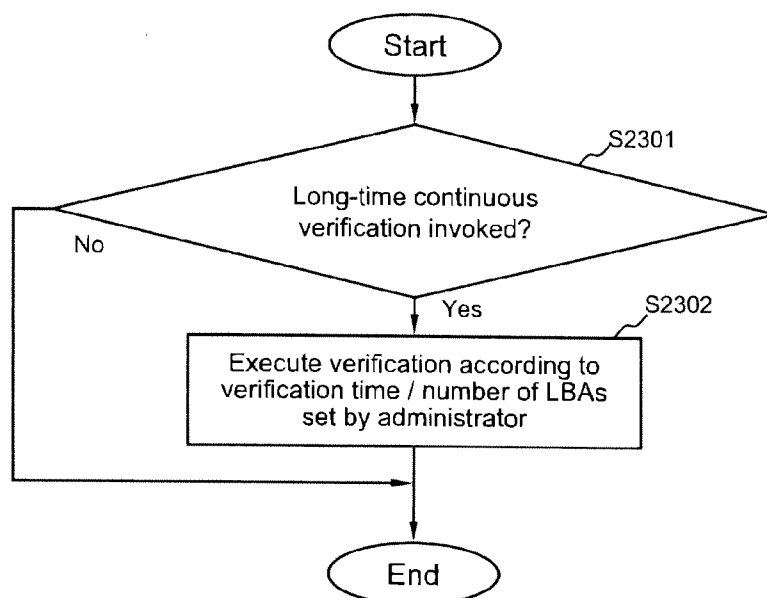 Start
S2301
Long-time continuous
verification invoked?
No
Yes
S2302
Execute verification according to
verification time / number of LBAs
set by administrator
End